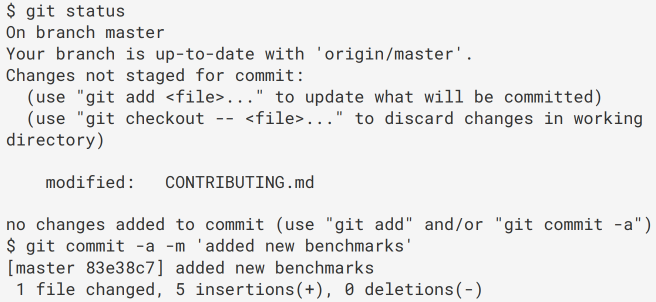 $ git status
On branch master
Your branch is up-to-date with 'origin/master'.
Changes not staged for commit:
  (use "git add <file>..." to update what will be committed)
  (use "git checkout -- <file>..." to discard changes in working
directory)

    modified:   CONTRIBUTING.md

no changes added to commit (use "git add" and/or "git commit -a")
$ git commit -a -m 'added new benchmarks'
[master 83e38c7] added new benchmarks
 1 file changed, 5 insertions(+), 0 deletions(-)